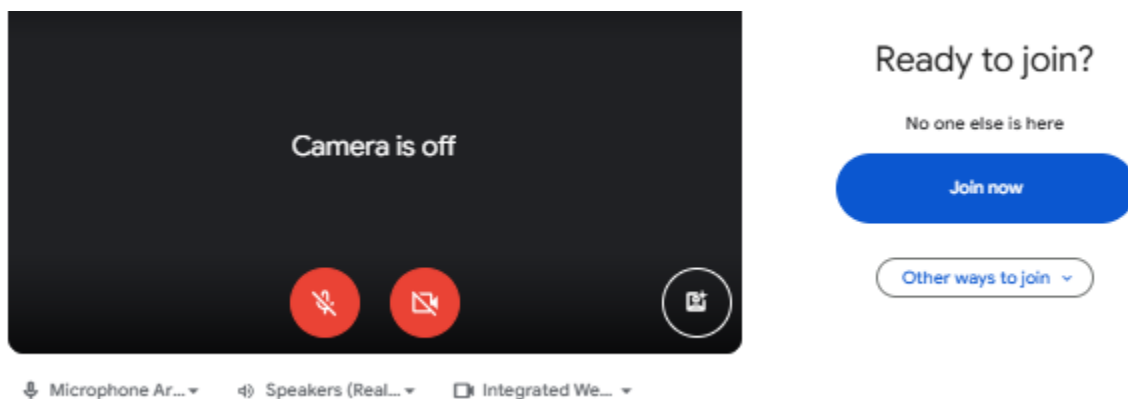 Camera is off
Ready to join?
No one else is here
Join now
Other ways to join
Microphone Ar...
Speakers (Real...
Integrated We...